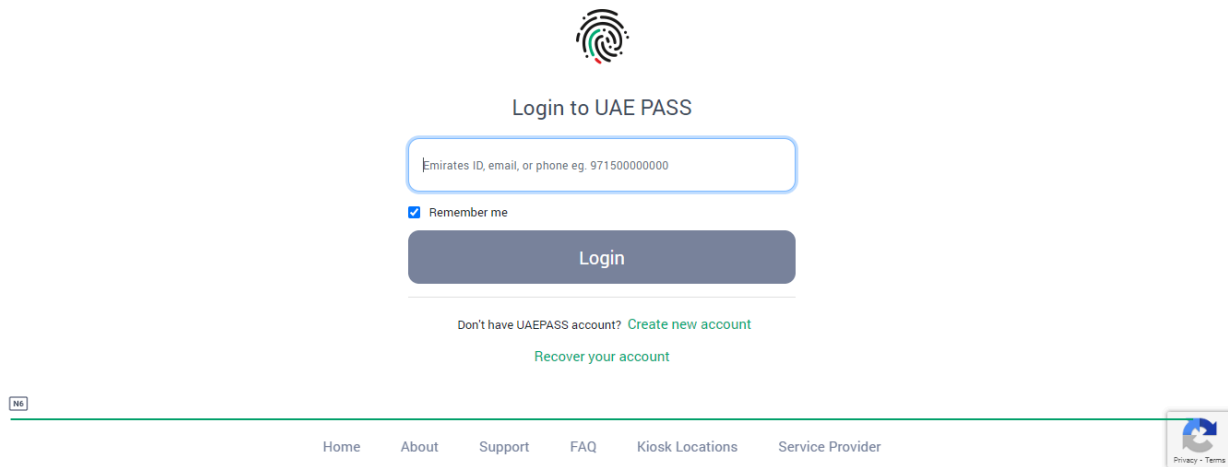 Login to UAE PASS
Emirates ID, email, or phone eg. 971500000000
Remember me
Login
Don't have UAEPASS account? Create new account
Recover your account
N6
Home About Support FAQ Kiosk Locations Service Provider
Privacy - Terms